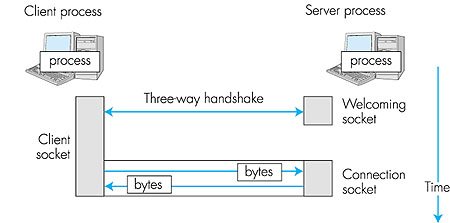 Client process
Server process
process
process
Three-way handshake
Welcoming
socket
Client
socket
bytes
bytes
Connection
socket
Time